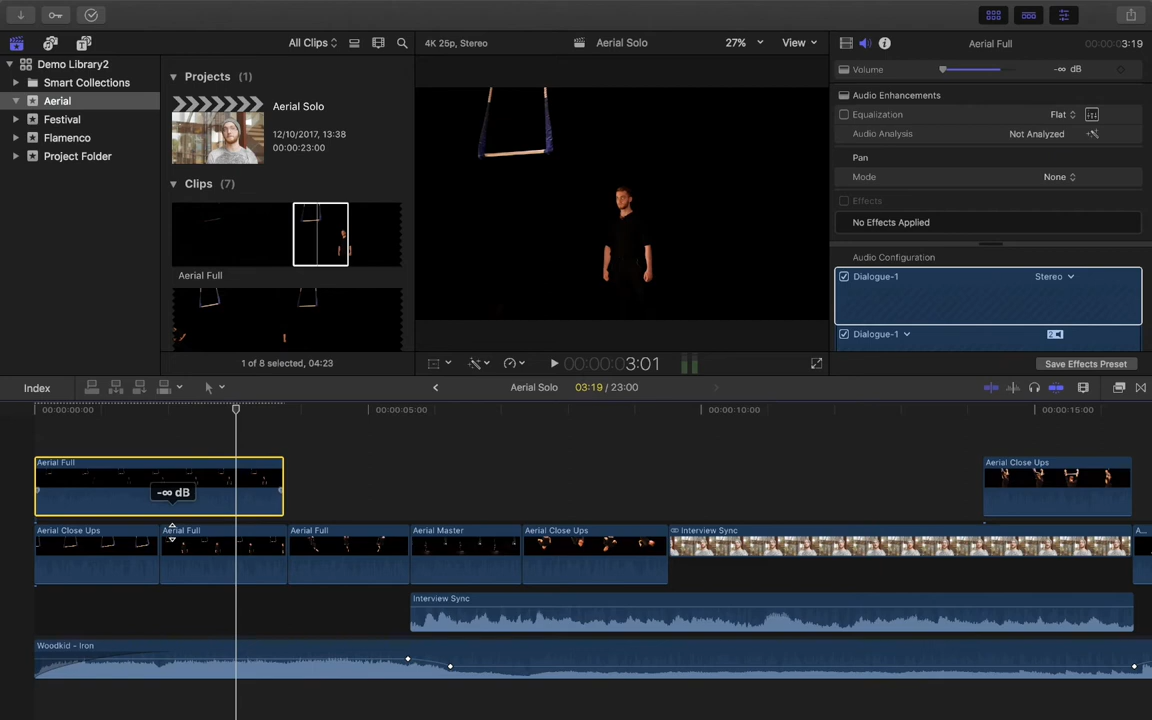 All Clips
4K 25p, Stereo
Aerial Solo
27%
View
Aerial Full
00:00:03:19
Demo Library2
Smart Collections
Aerial
Festival
Flamenco
Project Folder
Projects (1)
Aerial Solo
12/10/2017, 13:38
00:00:23:00
Clips (7)
Aerial Full
1 of 8 selected, 04:23
Volume
-∞ dB
Audio Enhancements
Equalization
Flat
Audio Analysis
Not Analyzed
Pan
Mode
None
Effects
No Effects Applied
Audio Configuration
Dialogue-1
Stereo
Dialogue-1
2
Save Effects Preset
00:00:00:03:01
Index
Aerial Solo
03:19 / 23:00
00:00:00:00
00:00:05:00
00:00:10:00
00:00:15:00
Aerial Full
-∞ dB
Aerial Close Ups
Aerial Close Ups
Aerial Full
Aerial Full
Aerial Master
Aerial Close Ups
Interview Sync
A...
Interview Sync
Woodkid - Iron